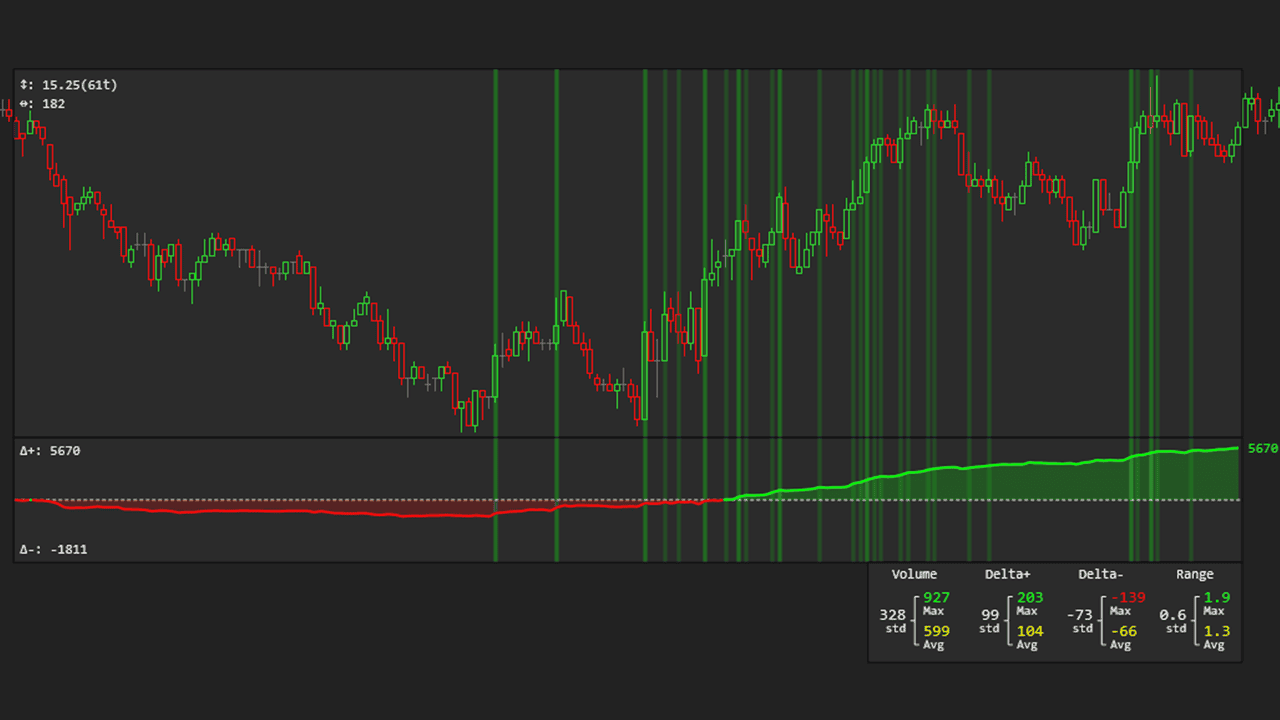 ↕: 15.25(61t)
⇔: 182
Δ+: 5670
5670
Δ-: -1811
Volume Delta+ Delta- Range
927 203 -139 1.9
328 Max 99 Max -73 Max 0.6 Max
std 599 std 104 std -66 std 1.3
Avg Avg Avg Avg